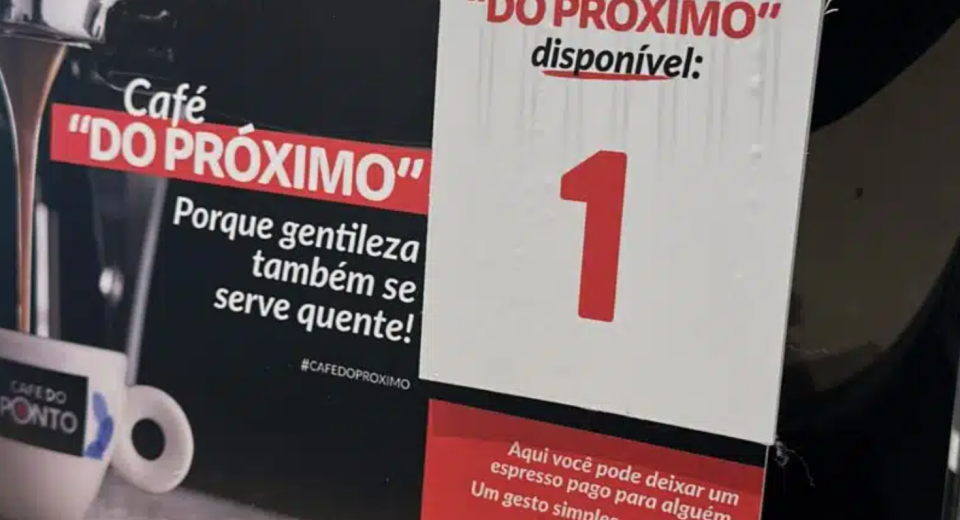 Café
“DO PRÓXIMO”
Porque gentileza
também se
serve quente!
#CAFEDOPROXIMO
CAFE DO
PONTO
“DO PRÓXIMO”
disponível:
1
Aqui você pode deixar um
espresso pago para alguém
Um gesto simples